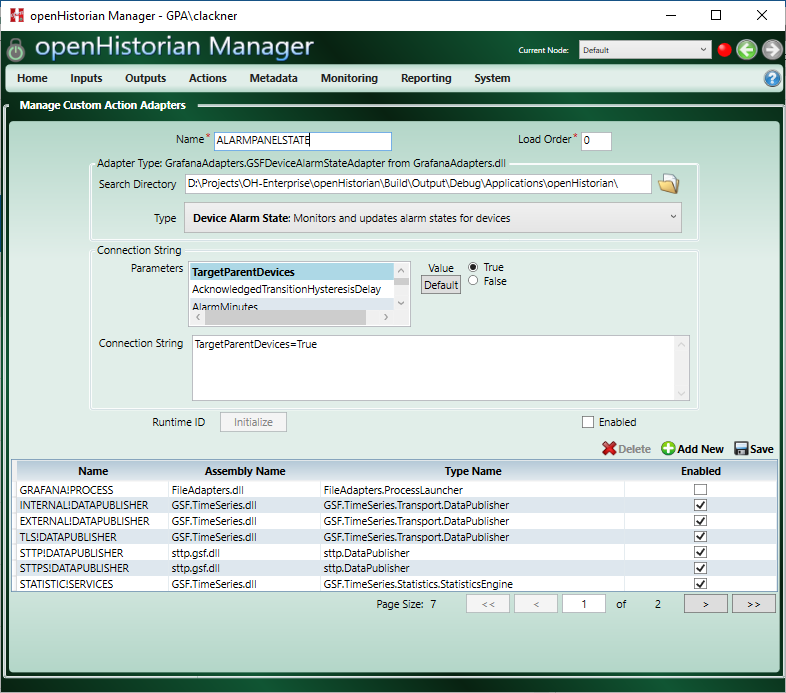 openHistorian Manager - GPA\clackner
openHistorian Manager
Current Node: Default
Home Inputs Outputs Actions Metadata Monitoring Reporting System
Manage Custom Action Adapters
Name* ALARMPANELSTATE Load Order* 0
Adapter Type: GrafanaAdapters.GSFDeviceAlarmStateAdapter from GrafanaAdapters.dll
Search Directory D:\Projects\OH-Enterprise\openHistorian\Build\Output\Debug\Applications\openHistorian\
Type Device Alarm State: Monitors and updates alarm states for devices
Connection String
Parameters TargetParentDevices Value True
AcknowledgedTransitionHysteresisDelay Default False
AlarmMinutes
Connection String TargetParentDevices=True
Runtime ID Initialize Enabled
Delete Add New Save
Name Assembly Name Type Name Enabled
GRAFANA!PROCESS FileAdapters.dll FileAdapters.ProcessLauncher
INTERNAL!DATAPUBLISHER GSF.TimeSeries.dll GSF.TimeSeries.Transport.DataPublisher
EXTERNAL!DATAPUBLISHER GSF.TimeSeries.dll GSF.TimeSeries.Transport.DataPublisher
TLS!DATAPUBLISHER GSF.TimeSeries.dll GSF.TimeSeries.Transport.DataPublisher
STTP!DATAPUBLISHER sttp.gsf.dll sttp.DataPublisher
STTPS!DATAPUBLISHER sttp.gsf.dll sttp.DataPublisher
STATISTIC!SERVICES GSF.TimeSeries.dll GSF.TimeSeries.Statistics.StatisticsEngine
Page Size: 7 << < 1 of 2 > >>